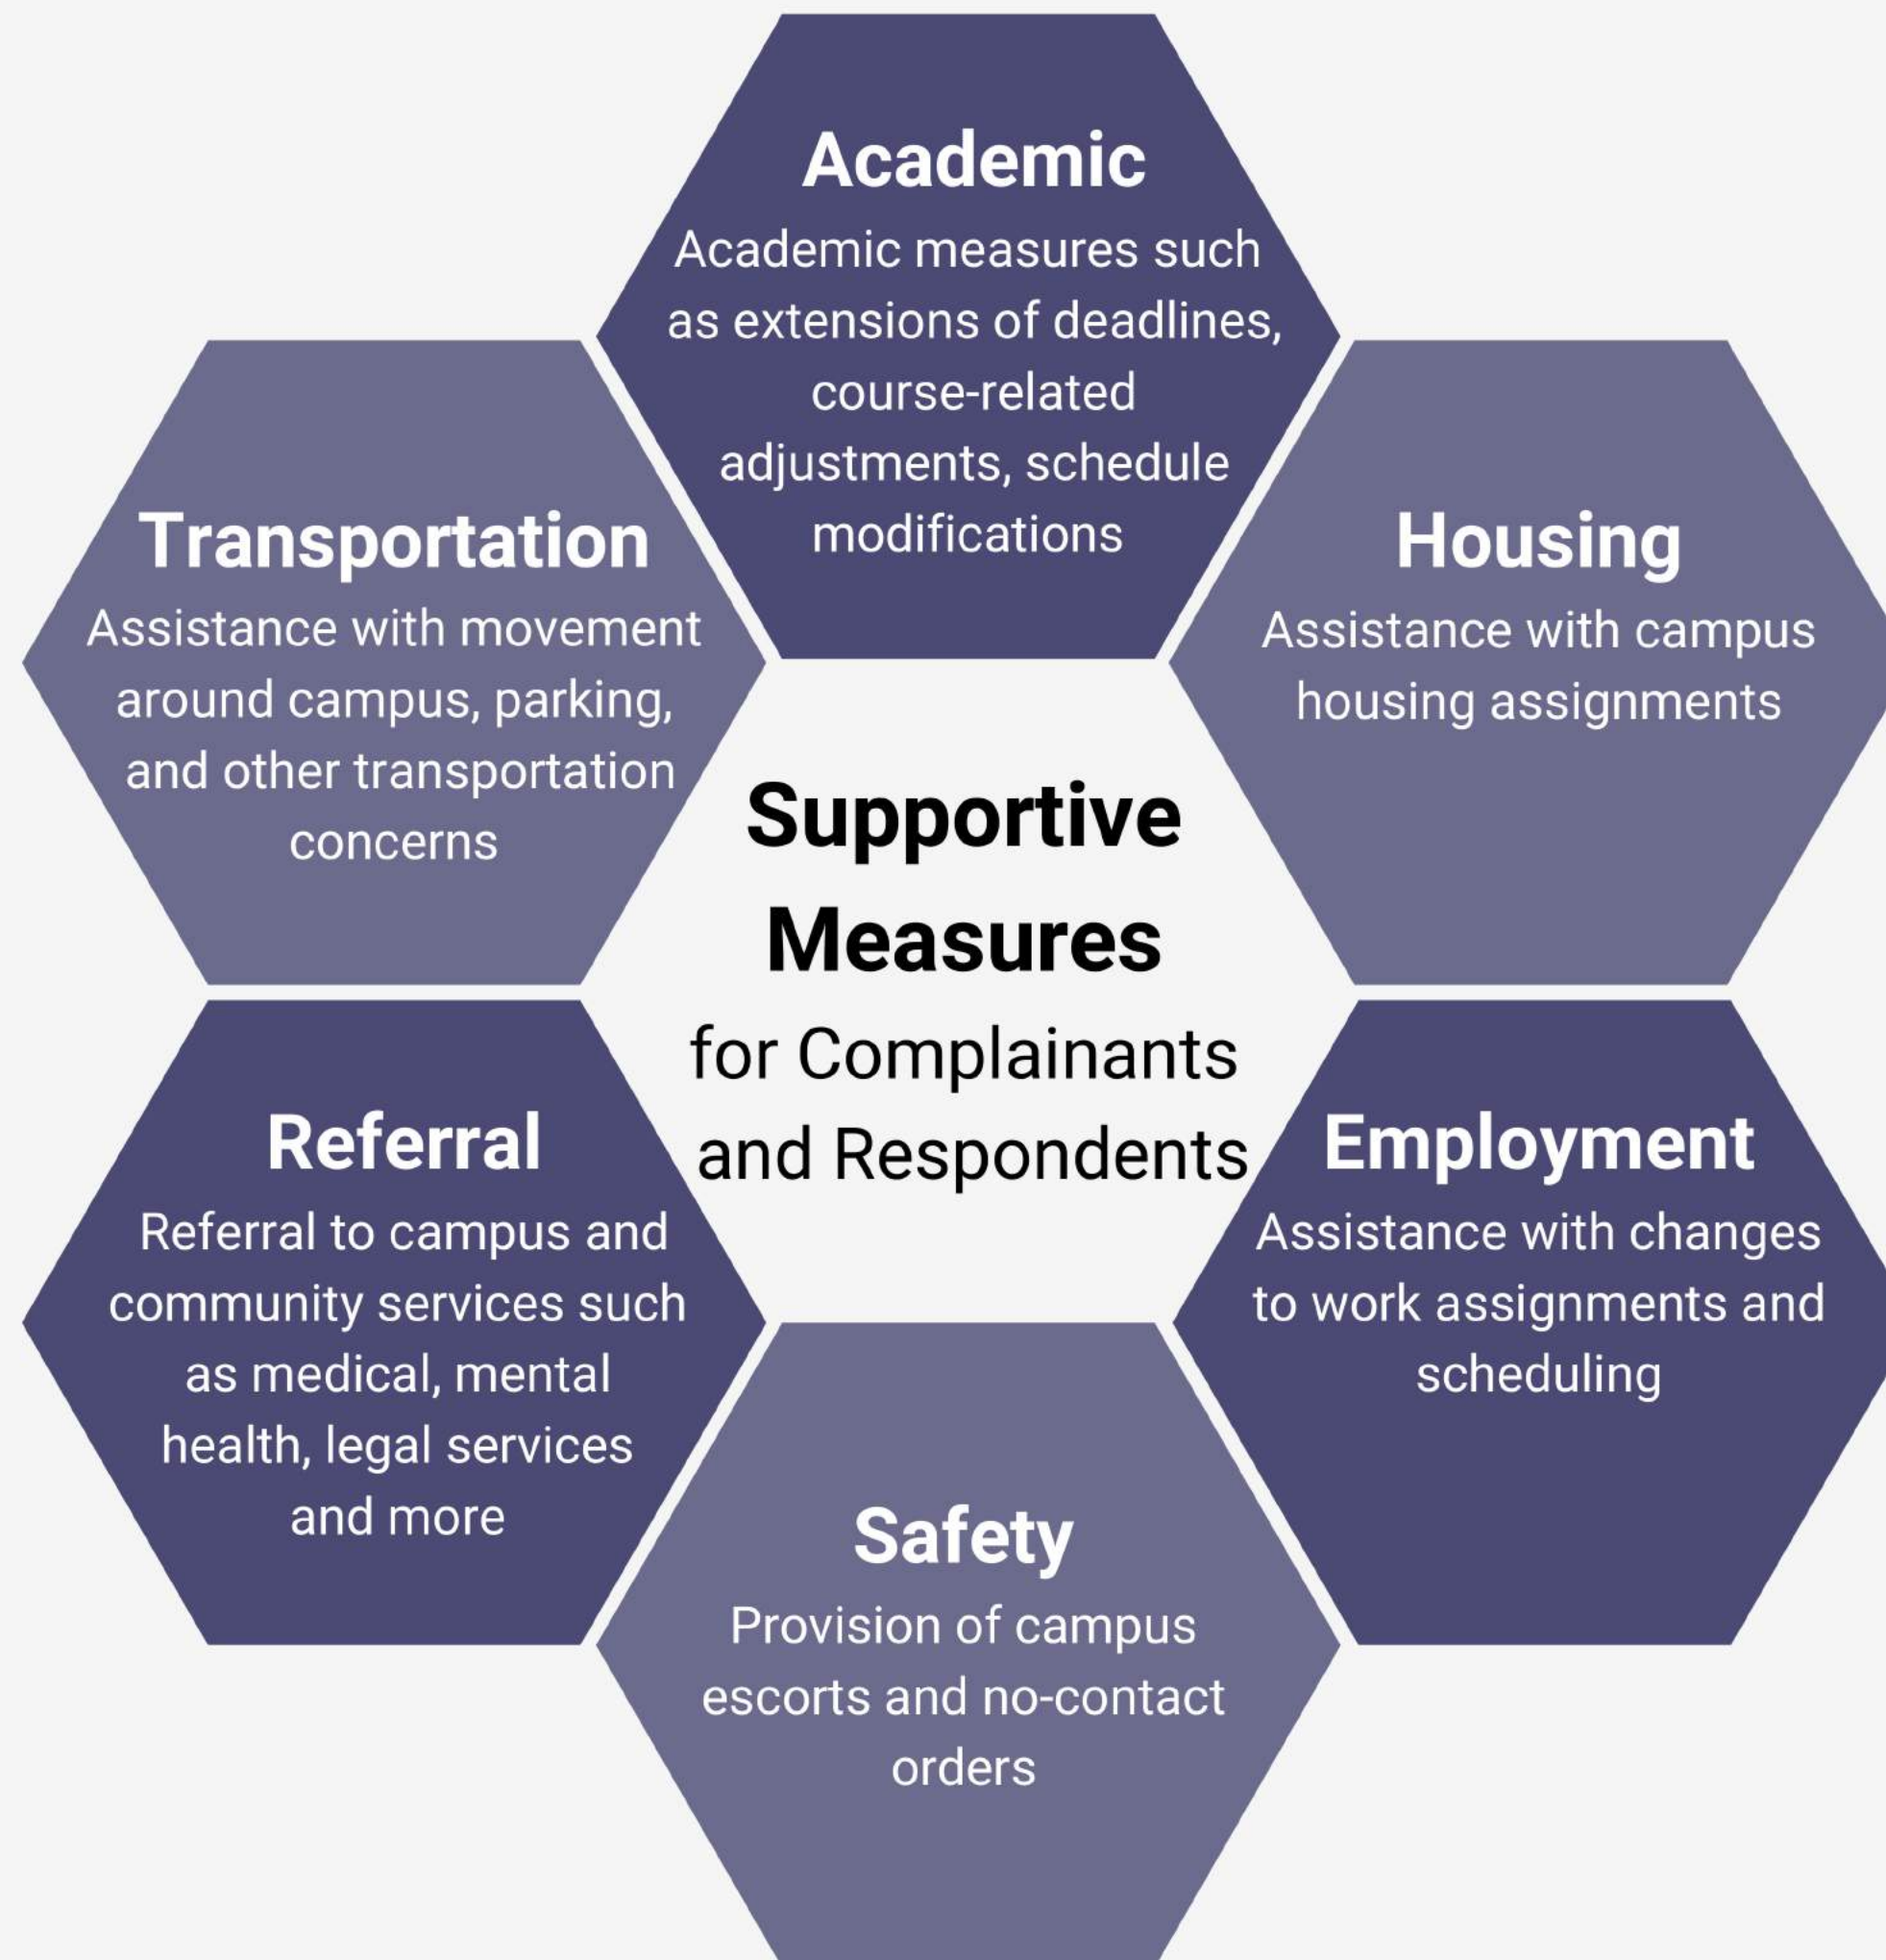 Academic
Academic measures such
as extensions of deadlines,
course-related
adjustments, schedule
modifications
Transportation
Assistance with movement
around campus, parking,
and other transportation
concerns
Housing
Assistance with campus
housing assignments
Supportive
Measures
for Complainants
and Respondents
Referral
Referral to campus and
community services such
as medical, mental
health, legal services
and more
Employment
Assistance with changes
to work assignments and
scheduling
Safety
Provision of campus
escorts and no-contact
orders